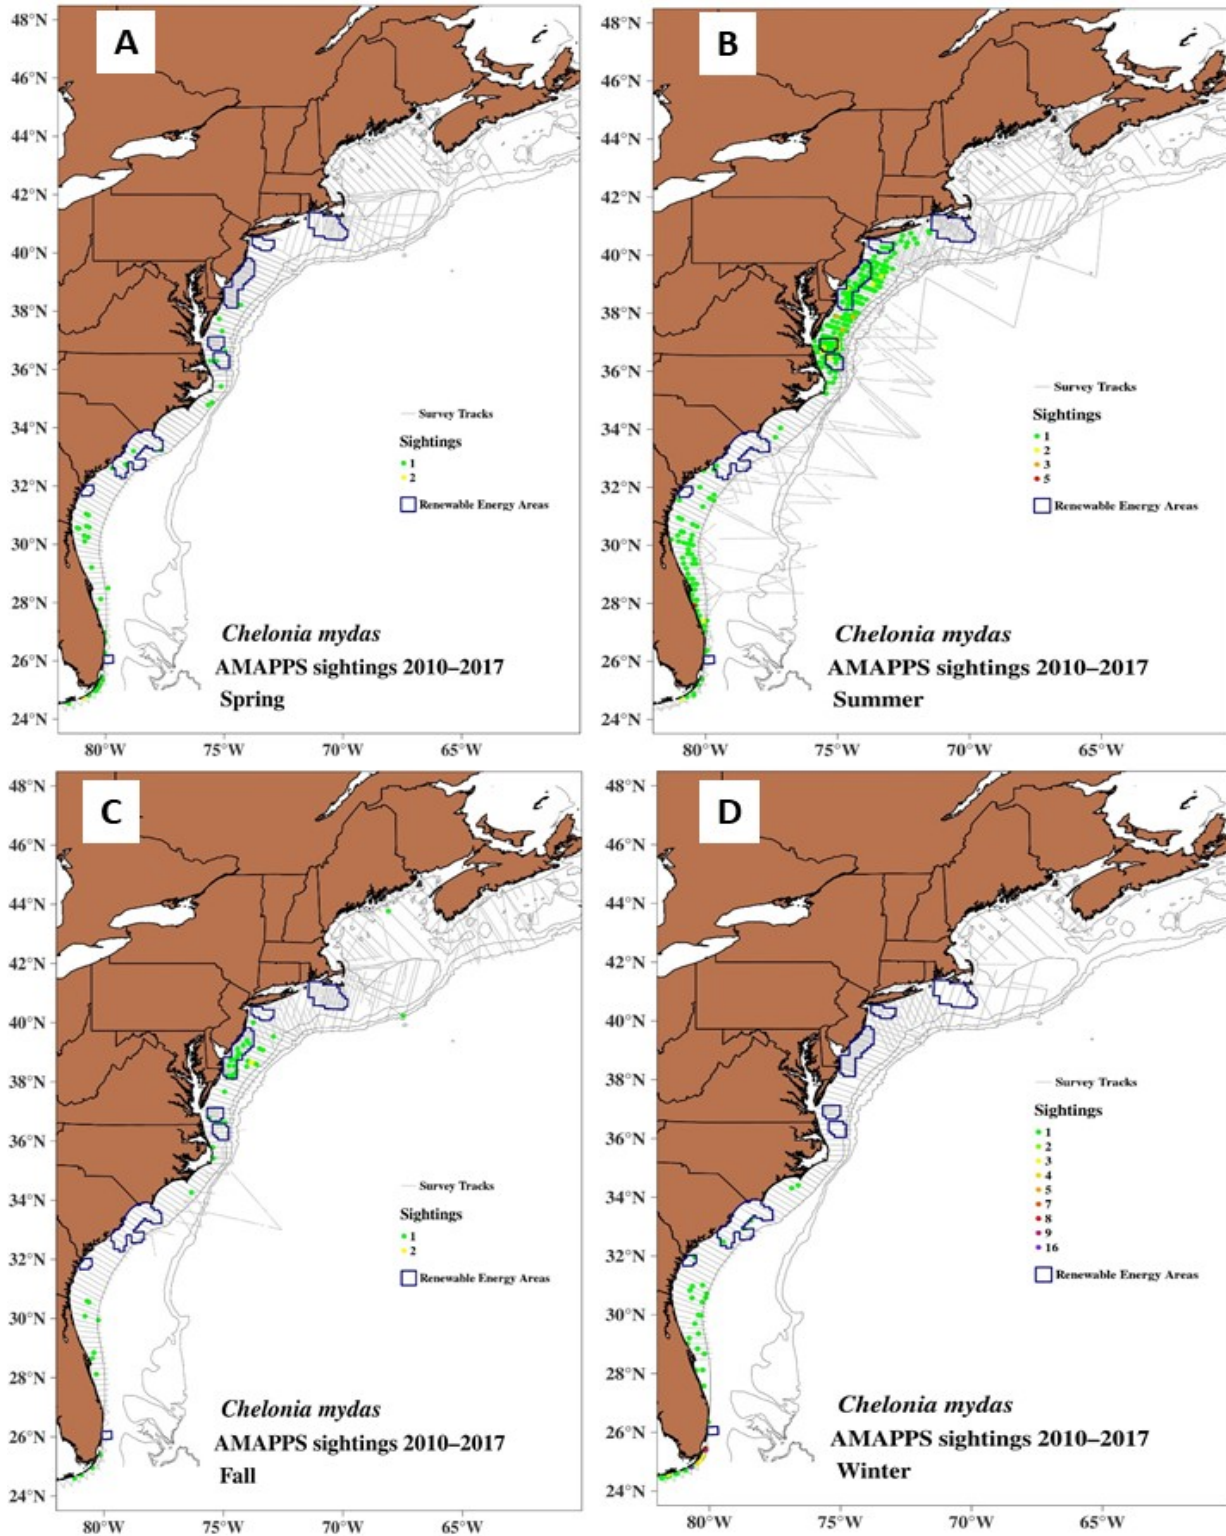 A
48°N
46°N
44°N
42°N
40°N
38°N
36°N
34°N
32°N
30°N
28°N
26°N
24°N
80°W
75°W
70°W
65°W
Survey Tracks
Sightings
1
2
Renewable Energy Areas
Chelonia mydas
AMAPPS sightings 2010–2017
Spring
B
48°N
46°N
44°N
42°N
40°N
38°N
36°N
34°N
32°N
30°N
28°N
26°N
24°N
80°W
75°W
70°W
65°W
Survey Tracks
Sightings
1
2
3
5
Renewable Energy Areas
Chelonia mydas
AMAPPS sightings 2010–2017
Summer
C
48°N
46°N
44°N
42°N
40°N
38°N
36°N
34°N
32°N
30°N
28°N
26°N
24°N
80°W
75°W
70°W
65°W
Survey Tracks
Sightings
1
2
Renewable Energy Areas
Chelonia mydas
AMAPPS sightings 2010–2017
Fall
D
48°N
46°N
44°N
42°N
40°N
38°N
36°N
34°N
32°N
30°N
28°N
26°N
24°N
80°W
75°W
70°W
65°W
Survey Tracks
Sightings
1
2
3
4
5
7
8
9
16
Renewable Energy Areas
Chelonia mydas
AMAPPS sightings 2010–2017
Winter